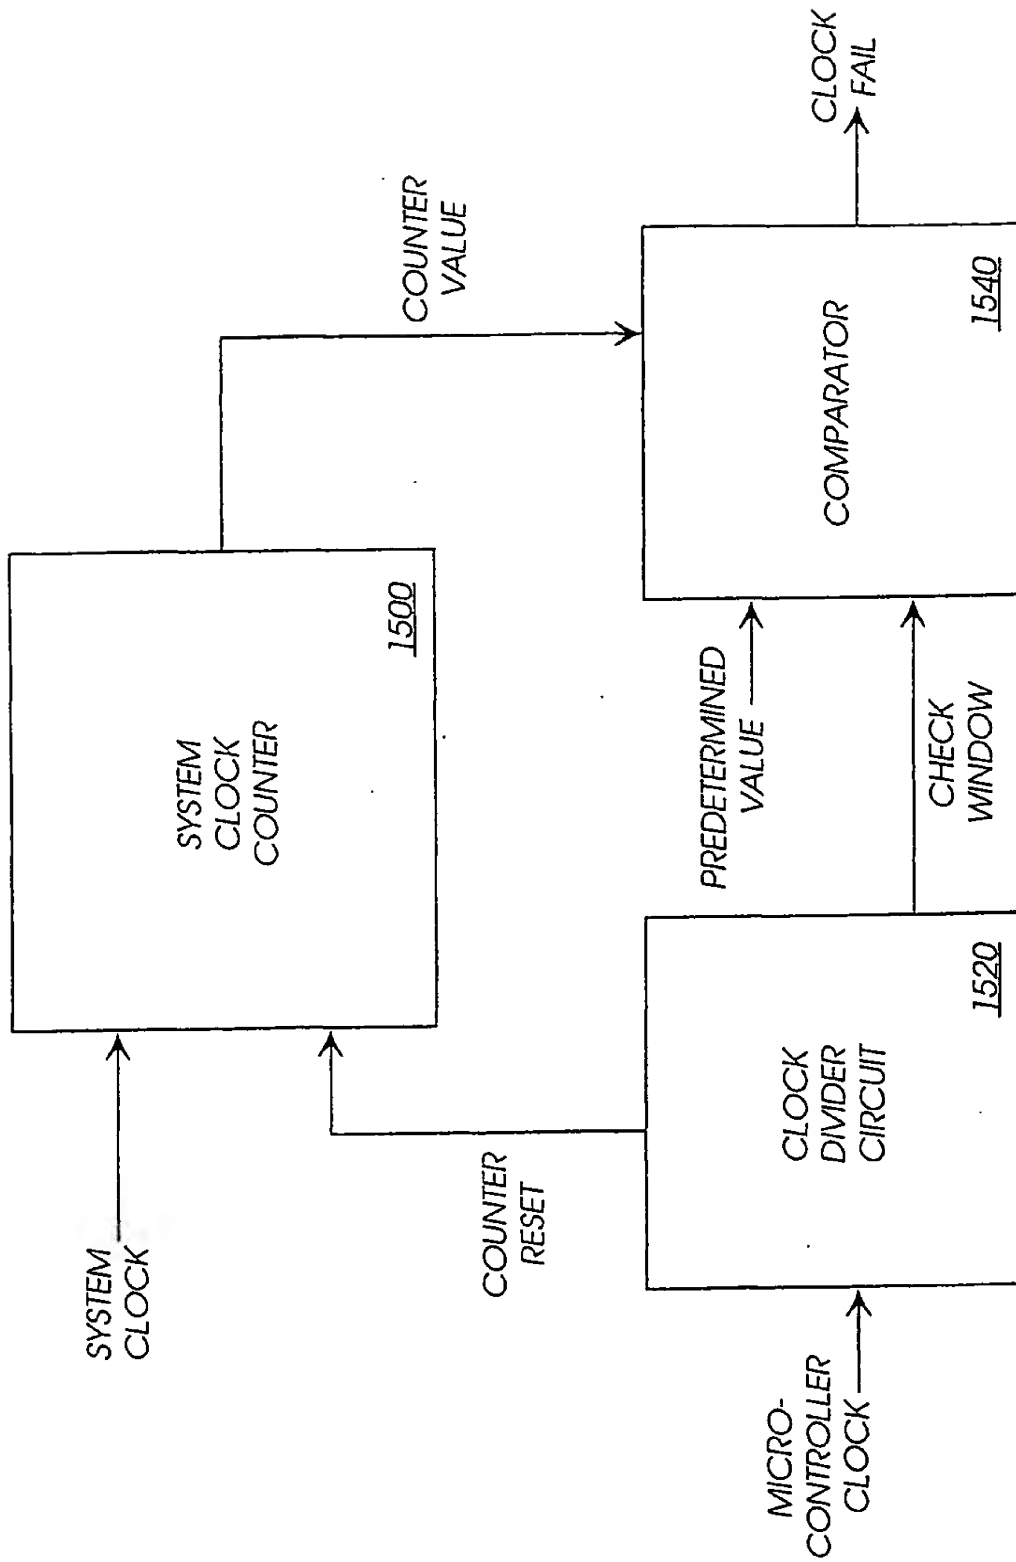 SYSTEM
CLOCK
SYSTEM
CLOCK
COUNTER
1500
COUNTER
VALUE
COUNTER
RESET
MICRO-
CONTROLLER
CLOCK
CLOCK
DIVIDER
CIRCUIT
1520
PREDETERMINED
VALUE
CHECK
WINDOW
COMPARATOR
1540
CLOCK
FAIL